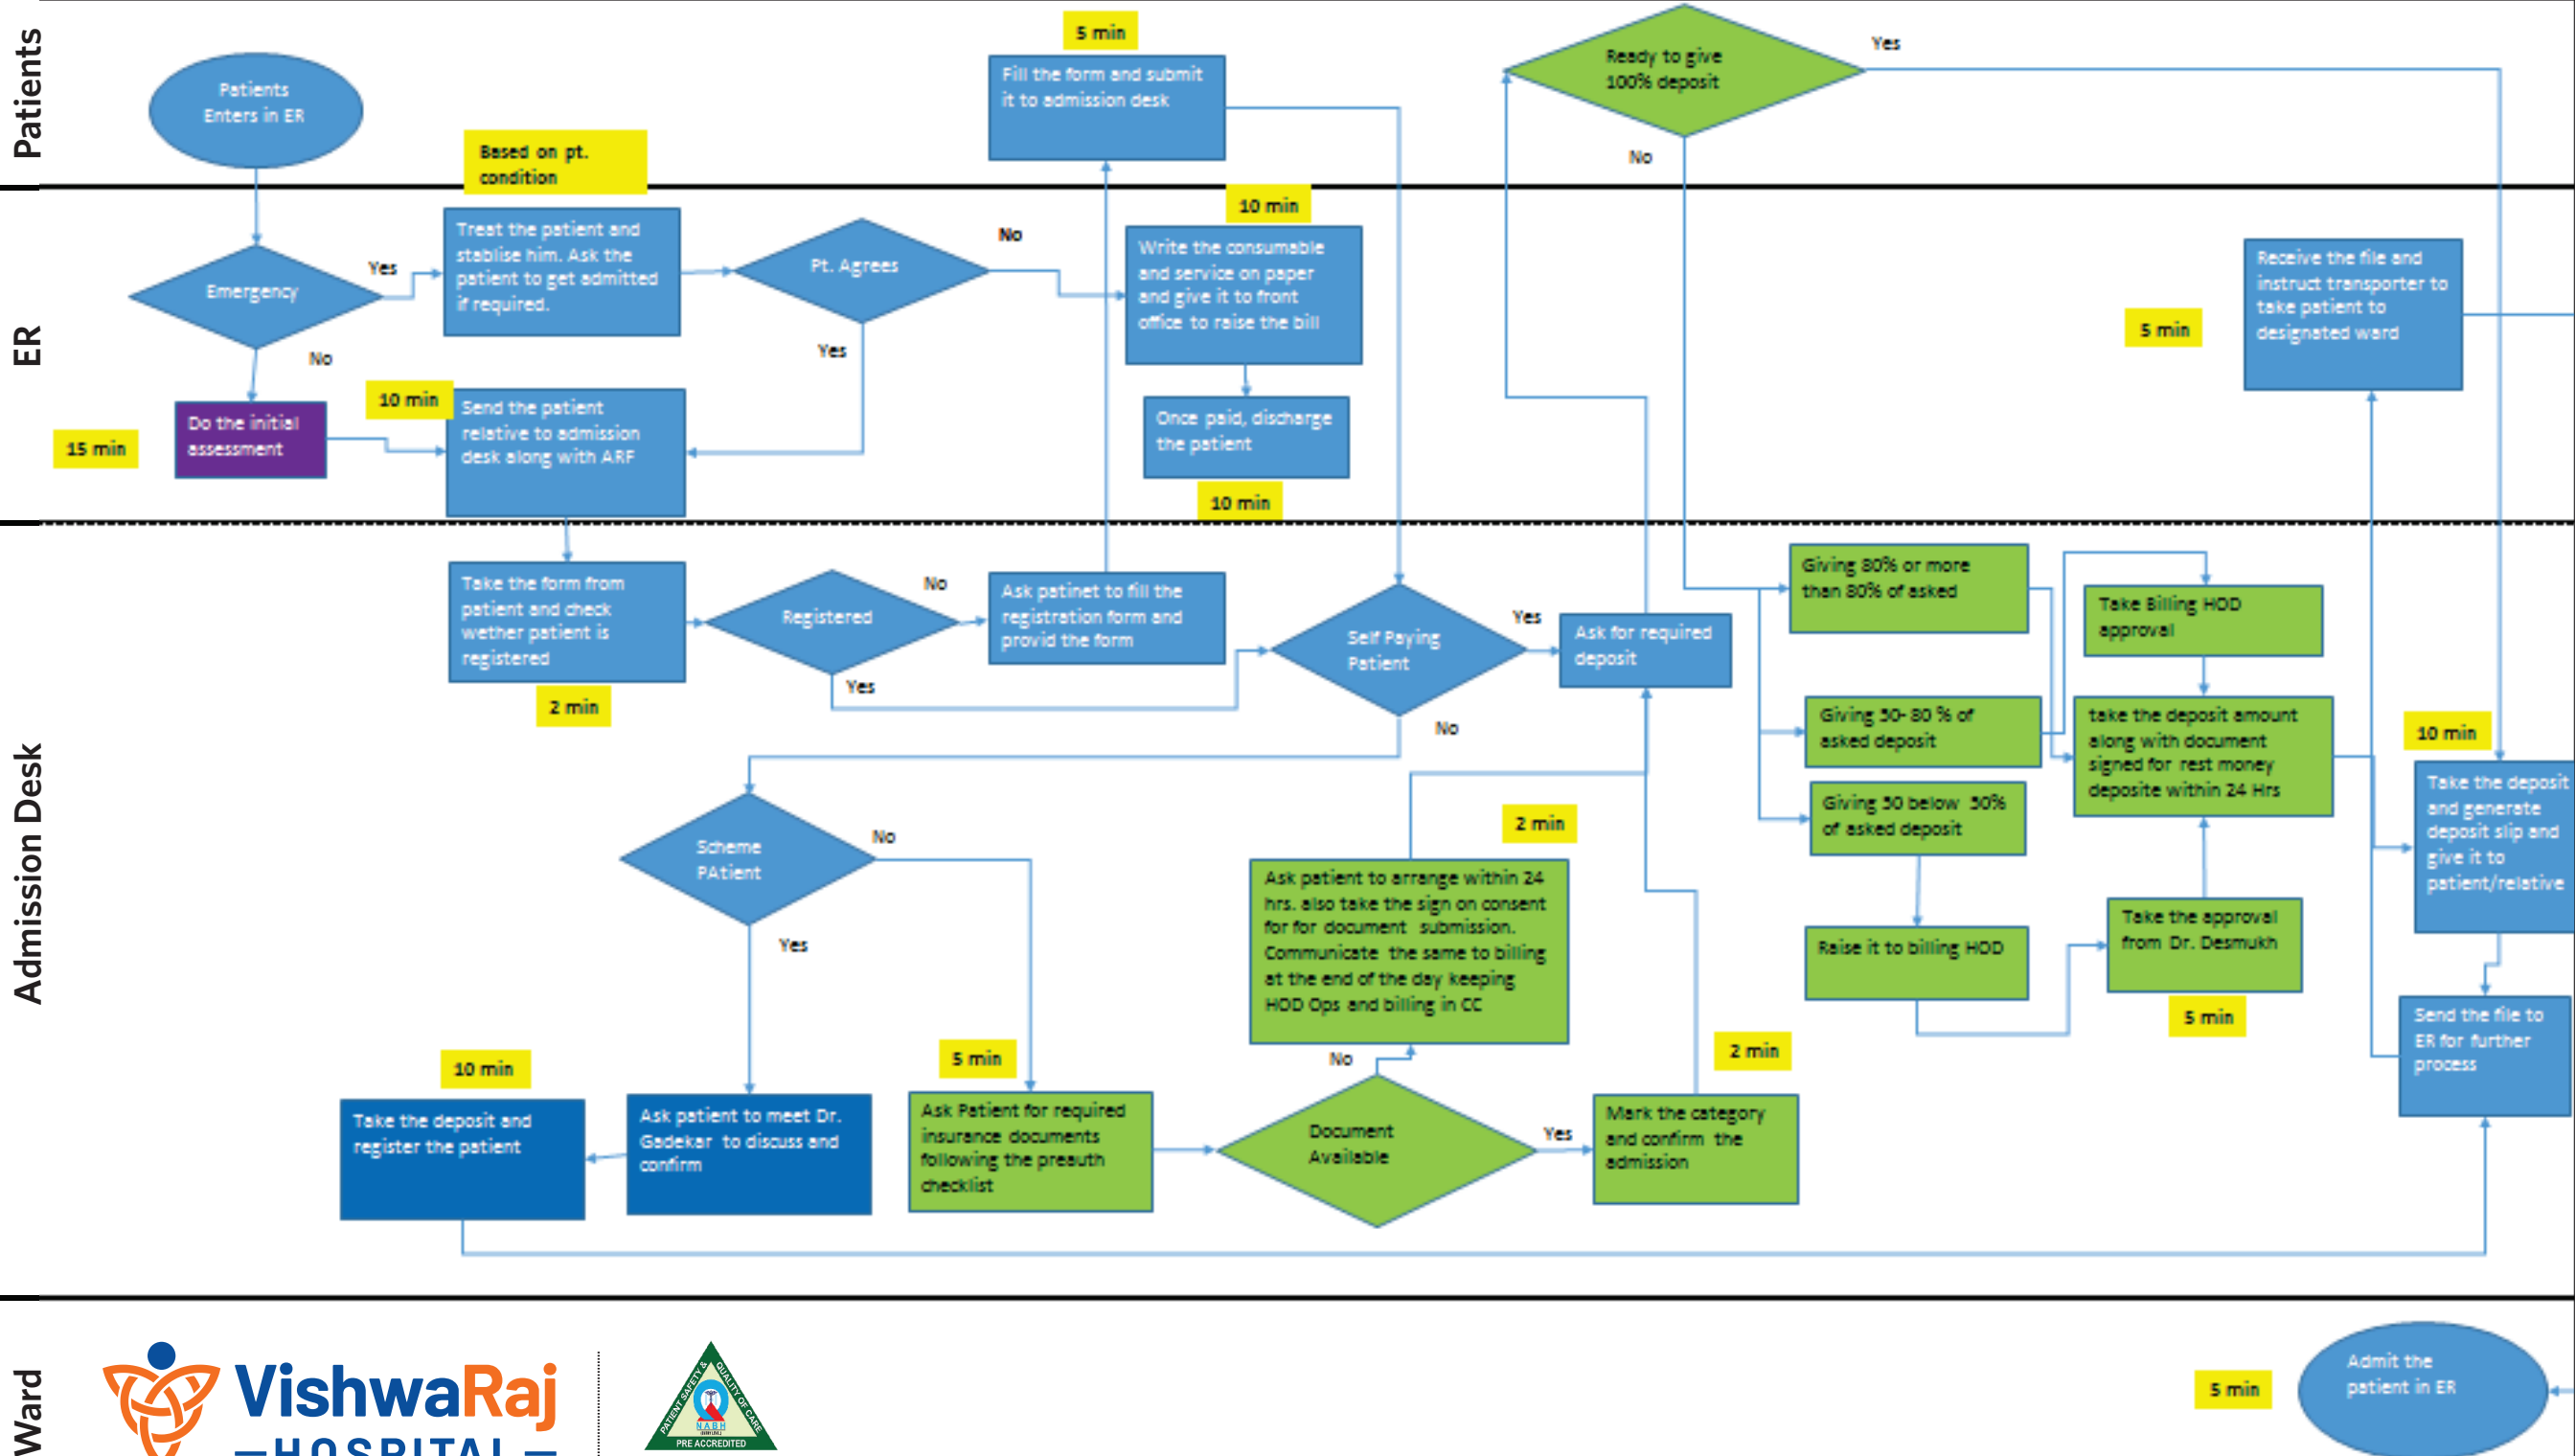 Patients
Patients
Enters in ER
5 min
Fill the form and submit
it to admission desk
Ready to give
100% deposit
Yes
No
Based on pt.
condition
ER
Emergency
Yes
No
Treat the patient and
stablise him. Ask the
patient to get admitted
if required.
Pt. Agrees
No
Yes
10 min
Write the consumable
and service on paper
and give it to front
office to raise the bill
Once paid, discharge
the patient
10 min
15 min
Do the initial
assessment
10 min
Send the patient
relative to admission
desk along with ARF
5 min
Receive the file and
instruct transporter to
take patient to
designated ward
Admission Desk
Take the form from
patient and check
wether patient is
registered
2 min
Registered
No
Yes
Ask patinet to fill the
registration form and
provid the form
Self Paying
Patient
Yes
No
Ask for required
deposit
Giving 80% or more
than 80% of asked
Take Billing HOD
approval
Giving 50- 80 % of
asked deposit
Giving 50 below 50%
of asked deposit
take the deposit amount
along with document
signed for rest money
deposite within 24 Hrs
10 min
Take the deposit
and generate
deposit slip and
give it to
patient/relative
Raise it to billing HOD
Take the approval
from Dr. Desmukh
5 min
Send the file to
ER for further
process
Scheme
PAtient
No
Yes
2 min
Ask patient to arrange within 24
hrs. also take the sign on consent
for for document submission.
Communicate the same to billing
at the end of the day keeping
HOD Ops and billing in CC
10 min
Take the deposit and
register the patient
Ask patient to meet Dr.
Gadekar to discuss and
confirm
5 min
Ask Patient for required
insurance documents
following the preauth
checklist
Document
Available
No
Yes
2 min
Mark the category
and confirm the
admission
Ward
VishwaRaj
HOSPITAL
PATIENT SAFETY & QUALITY OF CARE
NABH
PRE ACCREDITED
5 min
Admit the
patient in ER